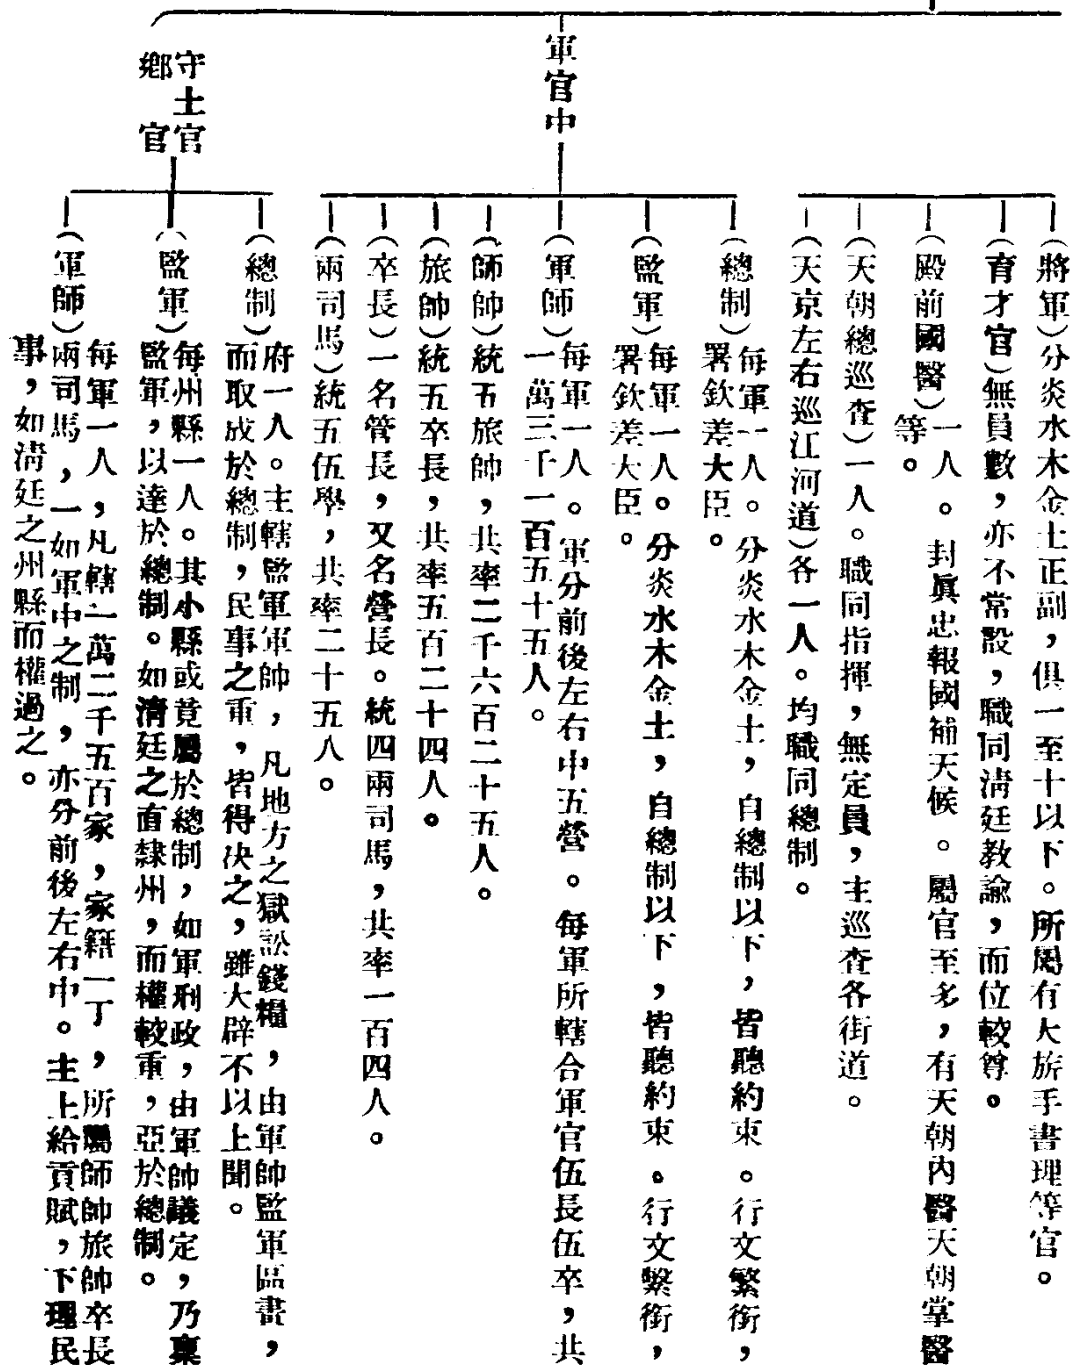 (將軍)分炎水木金土正副,俱一至十以下。所屬有大旂手書理等官。
(育才官)無員數,亦不常設,職同清廷教諭,而位較尊。
(殿前國醫)一人。封眞忠報國補天候。屬官至多,有天朝內醫天朝掌醫
等。
(天朝總巡查)一人。職同指揮,無定員,主巡查各街道。
(天京左右巡江河道)各一人。均職同總制。
軍官中
(總制)每軍一人。分炎水木金土,自總制以下,皆聽約束。行文繁銜,
署欽差大臣。
(監軍)每軍一人。分炎水木金土,自總制以下,皆聽約束。行文繫銜,
署欽差大臣。
(軍師)每軍一人。軍分前後左右中五營。每軍所轄合軍官伍長伍卒,共
一萬三千一百五十五人。
(師帥)統五旅帥,共率二千六百二十五人。
(旅帥)統五卒長,共率五百二十四人。
(卒長)一名管長,又名營長。統四兩司馬,共率一百四人。
(兩司馬)統五伍學,共率二十五人。
守土官
鄉官
(總制)府一人。主轄監軍軍帥,凡地方之獄訟錢糧,由軍帥監軍區書,
而取成於總制,民事之重,皆得決之,雖大辟不以上聞。
(監軍)每州縣一人。其小縣或竟屬於總制,如軍刑政,由軍帥議定,乃稟
監軍,以達於總制。如清廷之直隸州,而權較重,亞於總制。
(軍師)每軍一人,凡轄一萬二千五百家,家籍一丁,所屬師帥旅帥卒長
兩司馬,一如軍中之制,亦分前後左右中。主上給貢賦,下理民
事,如清廷之州縣而權過之。